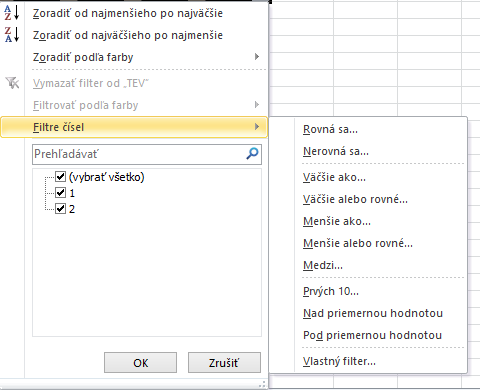 Zoradiť od najmenšieho po najväčšie
Zoradiť od najväčšieho po najmenšie
Zoradiť podľa farby
Vymazať filter od „TEV"
Filtrovať podľa farby
Filtre čísel
Prehľadávať
(vybrať všetko)
1
2
OK
Zrušiť
Rovná sa...
Nerovná sa...
Väčšie ako...
Väčšie alebo rovné...
Menšie ako...
Menšie alebo rovné...
Medzi...
Prvých 10...
Nad priemernou hodnotou
Pod priemernou hodnotou
Vlastný filter...